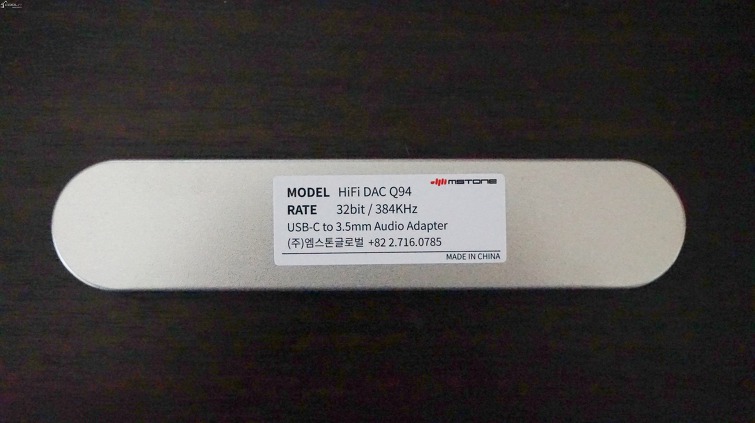 MSTONE
MODEL HiFi DAC Q94
RATE 32bit / 384KHz
USB-C to 3.5mm Audio Adapter
(주)엠스톤글로벌 +82 2.716.0785
MADE IN CHINA